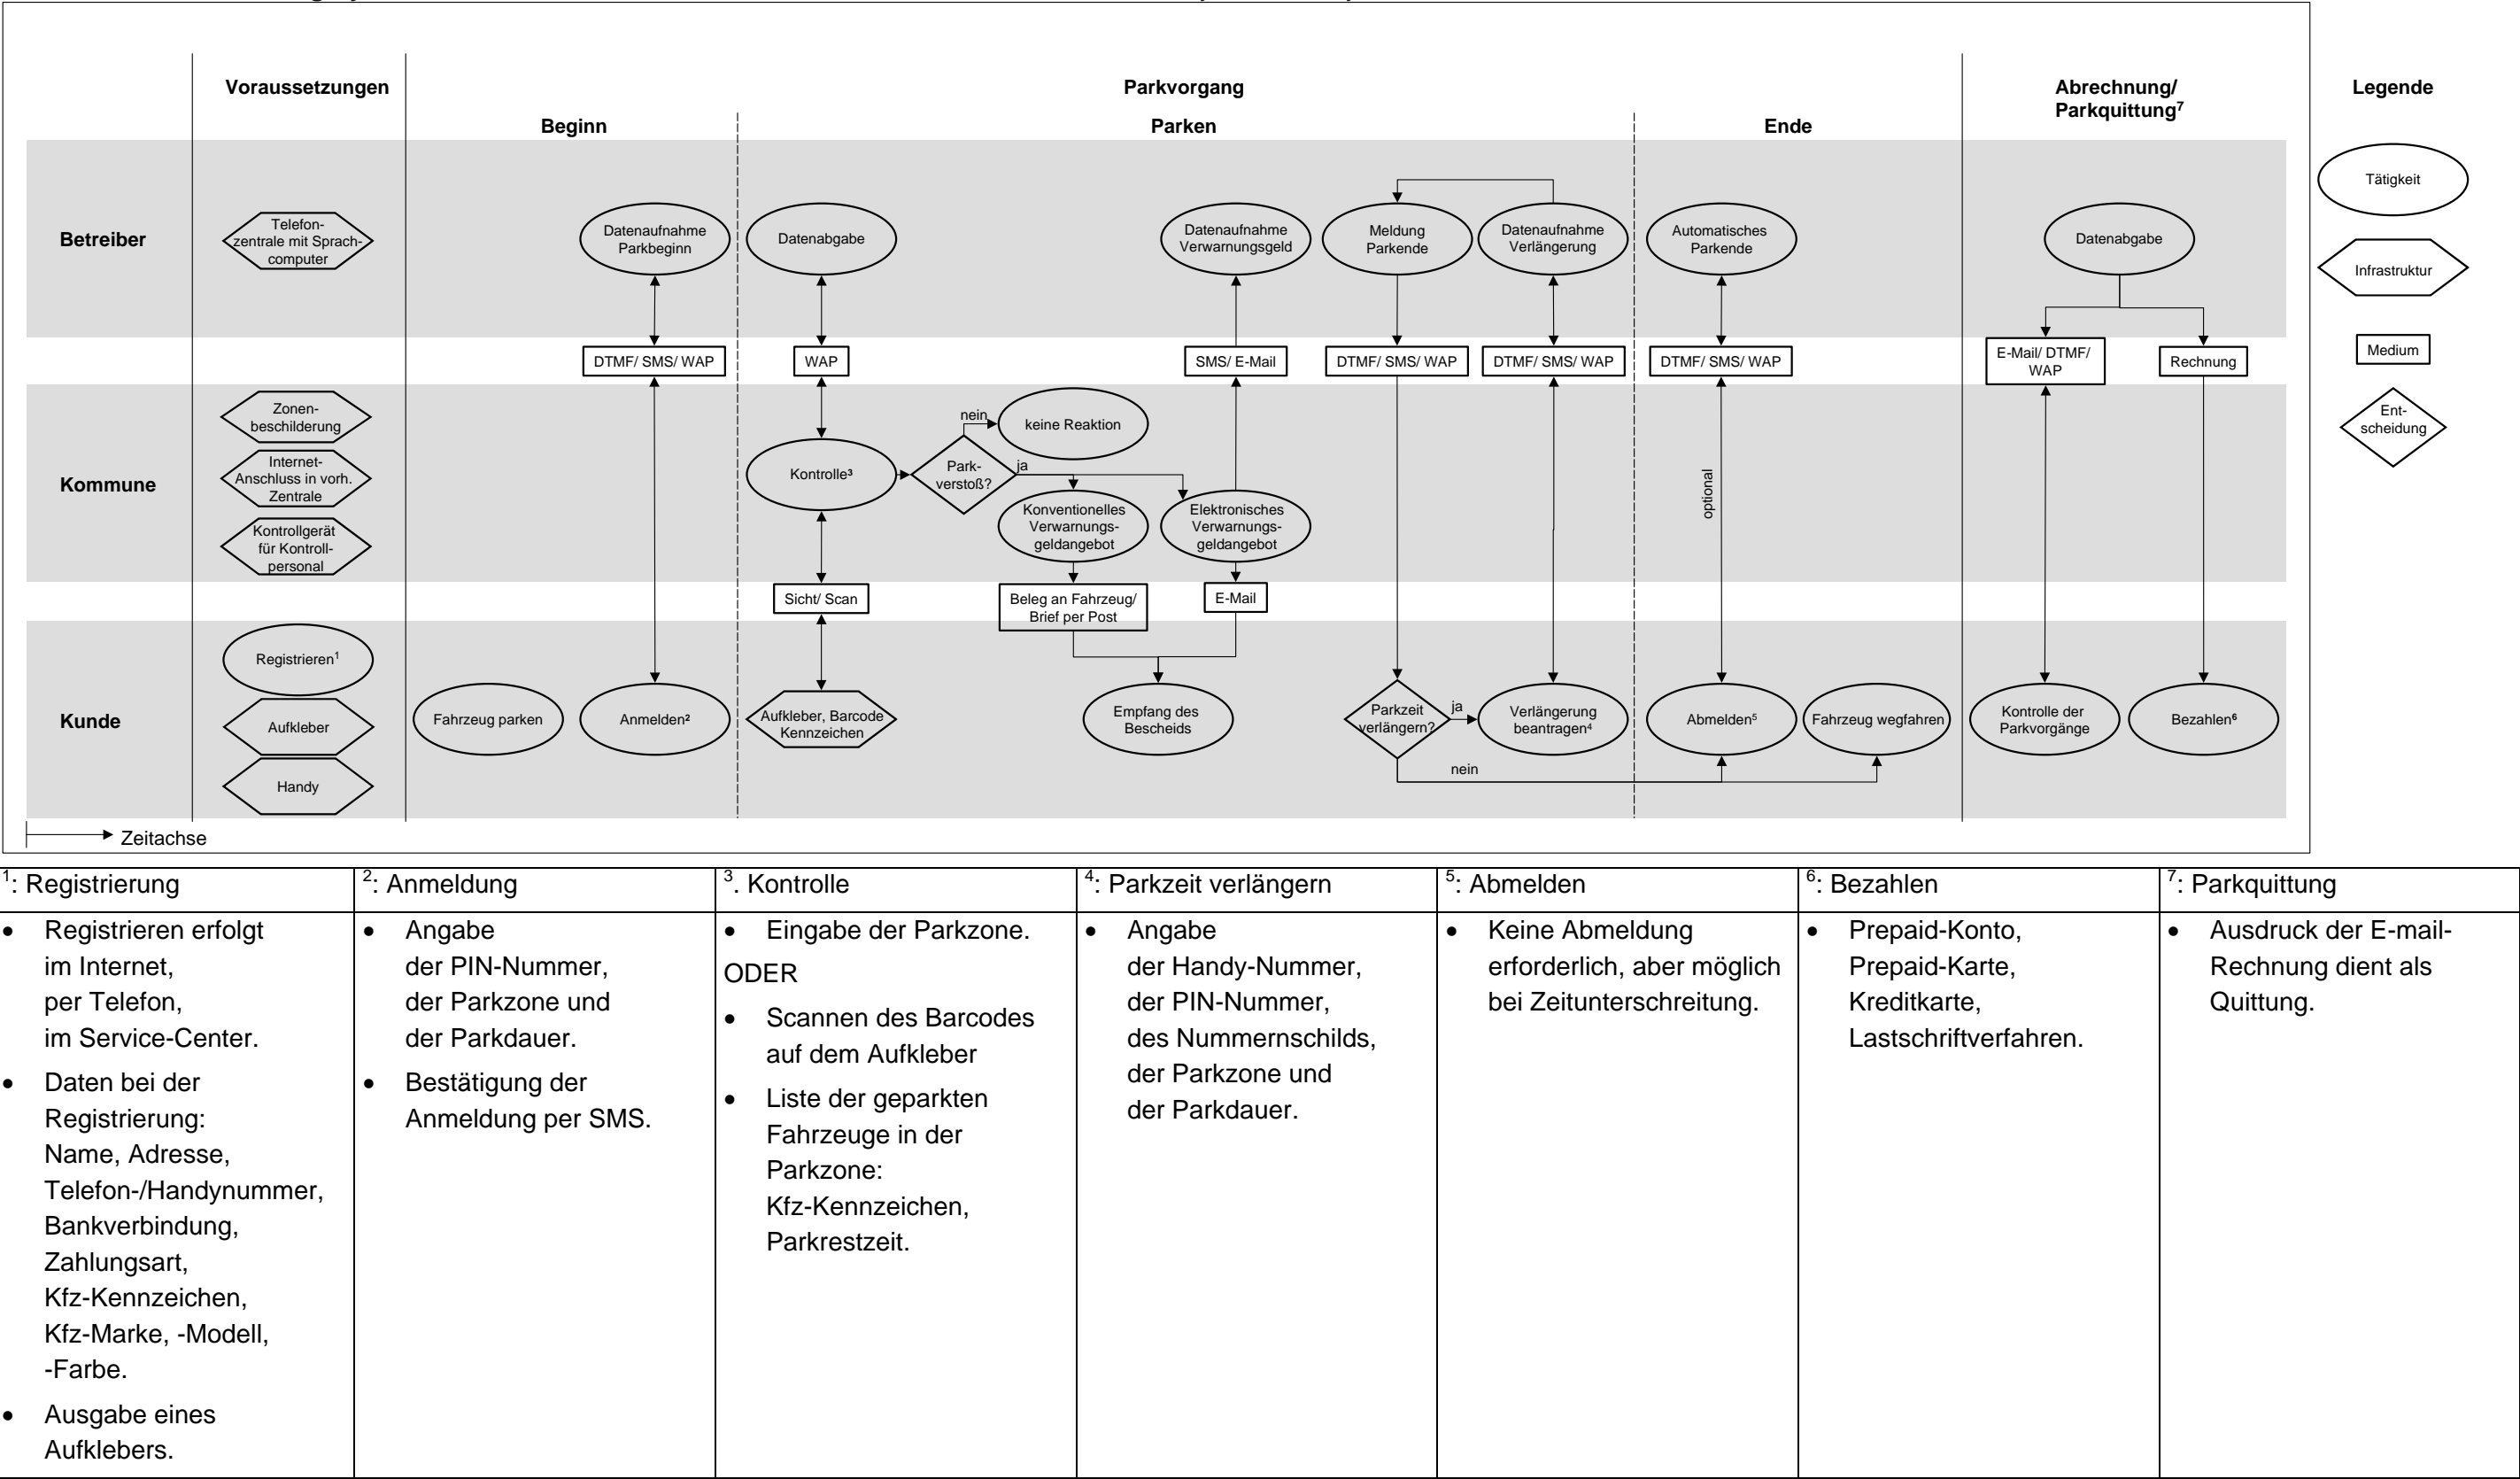 Voraussetzungen
Parkvorgang
Abrechnung/
Parkquittung⁷
Legende
Beginn
Parken
Ende
Betreiber
Telefon-
zentrale mit Sprach-
computer
Datenaufnahme
Parkbeginn
Datenabgabe
Datenaufnahme
Verwarnungsgeld
Meldung
Parkende
Datenaufnahme
Verlängerung
Automatisches
Parkende
Datenabgabe
Tätigkeit
Infrastruktur
Medium
Ent-
scheidung
DTMF/ SMS/ WAP
WAP
SMS/ E-Mail
DTMF/ SMS/ WAP
DTMF/ SMS/ WAP
DTMF/ SMS/ WAP
E-Mail/ DTMF/
WAP
Rechnung
Kommune
Zonen-
beschilderung
Internet-
Anschluss in vorh.
Zentrale
Kontrollgerät
für Kontroll-
personal
Kontrolle³
Park-
verstoß?
nein
keine Reaktion
ja
Konventionelles
Verwarnungs-
geldangebot
Elektronisches
Verwarnungs-
geldangebot
optional
Sicht/ Scan
Beleg an Fahrzeug/
Brief per Post
E-Mail
Kunde
Registrieren¹
Aufkleber
Handy
Fahrzeug parken
Anmelden²
Aufkleber, Barcode
Kennzeichen
Empfang des
Bescheids
Parkzeit
verlängern?
ja
nein
Verlängerung
beantragen⁴
Abmelden⁵
Fahrzeug wegfahren
Kontrolle der
Parkvorgänge
Bezahlen⁶
Zeitachse
¹: Registrierung
• Registrieren erfolgt
im Internet,
per Telefon,
im Service-Center.
• Daten bei der
Registrierung:
Name, Adresse,
Telefon-/Handynummer,
Bankverbindung,
Zahlungsart,
Kfz-Kennzeichen,
Kfz-Marke, -Modell,
-Farbe.
• Ausgabe eines
Aufklebers.
²: Anmeldung
• Angabe
der PIN-Nummer,
der Parkzone und
der Parkdauer.
• Bestätigung der
Anmeldung per SMS.
³. Kontrolle
• Eingabe der Parkzone.
ODER
• Scannen des Barcodes
auf dem Aufkleber
• Liste der geparkten
Fahrzeuge in der
Parkzone:
Kfz-Kennzeichen,
Parkrestzeit.
⁴: Parkzeit verlängern
• Angabe
der Handy-Nummer,
der PIN-Nummer,
des Nummernschilds,
der Parkzone und
der Parkdauer.
⁵: Abmelden
• Keine Abmeldung
erforderlich, aber möglich
bei Zeitunterschreitung.
⁶: Bezahlen
• Prepaid-Konto,
Prepaid-Karte,
Kreditkarte,
Lastschriftverfahren.
⁷: Parkquittung
• Ausdruck der E-mail-
Rechnung dient als
Quittung.